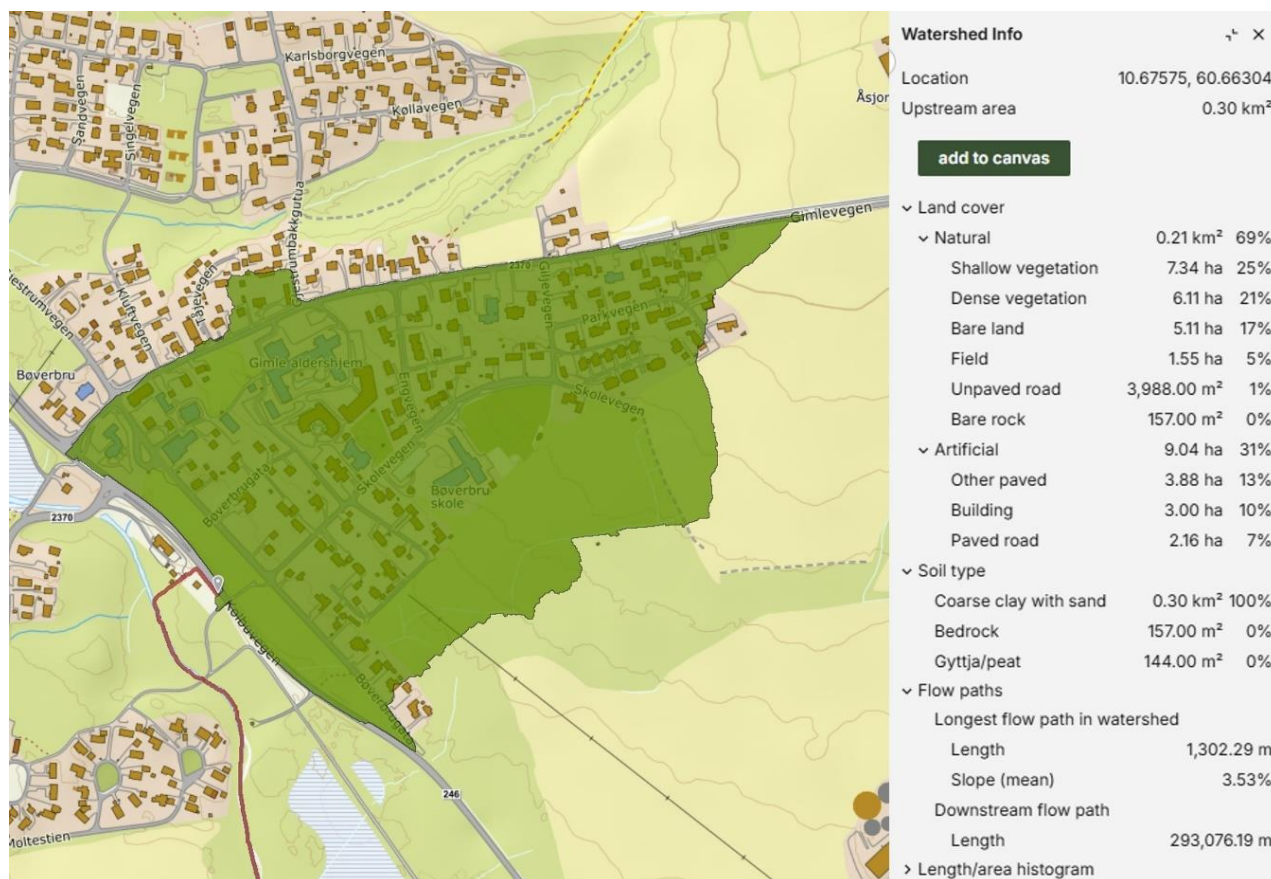 Karlsborgvegen
Køllavegen
Sandvegen
Singelvegen
Gimlevegen
2370
Giljevegen
Parkvegen
Tajevegen
Kluftvegen
Bøverbru
Gimle aldershjem
Engvegen
Skolevegen
Skolevegen
Bøverbrugata
Bøverbru
skole
2370
Kolbuvegen
Bøverbrugata
246
Moltestien
Watershed Info
Location 10.67575, 60.66304
Upstream area 0.30 km²
add to canvas
Land cover
Natural 0.21 km² 69%
Shallow vegetation 7.34 ha 25%
Dense vegetation 6.11 ha 21%
Bare land 5.11 ha 17%
Field 1.55 ha 5%
Unpaved road 3,988.00 m² 1%
Bare rock 157.00 m² 0%
Artificial 9.04 ha 31%
Other paved 3.88 ha 13%
Building 3.00 ha 10%
Paved road 2.16 ha 7%
Soil type
Coarse clay with sand 0.30 km² 100%
Bedrock 157.00 m² 0%
Gyttja/peat 144.00 m² 0%
Flow paths
Longest flow path in watershed
Length 1,302.29 m
Slope (mean) 3.53%
Downstream flow path
Length 293,076.19 m
Length/area histogram